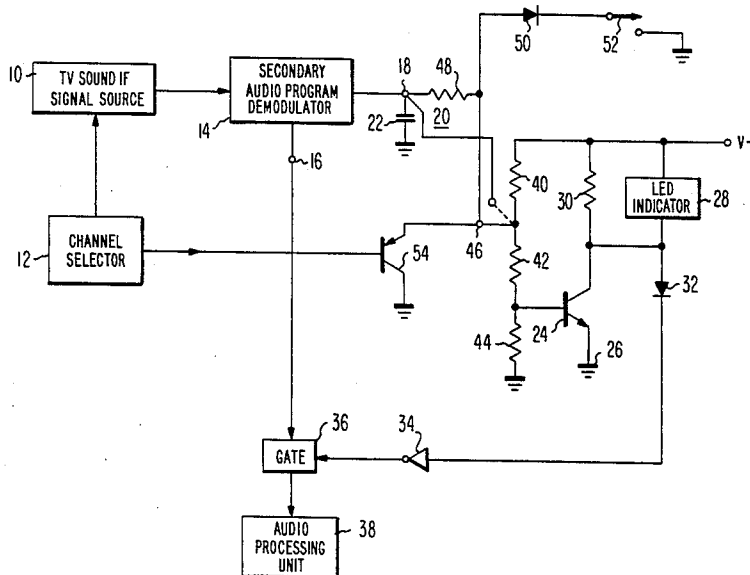 50
52
48
18
10
TV SOUND IF
SIGNAL SOURCE
SECONDARY
AUDIO PROGRAM
DEMODULATOR
14
22
20
V-
16
40
30
LED
INDICATOR
28
12
CHANNEL
SELECTOR
46
54
42
32
24
44
26
36
34
GATE
AUDIO
PROCESSING
UNIT
38